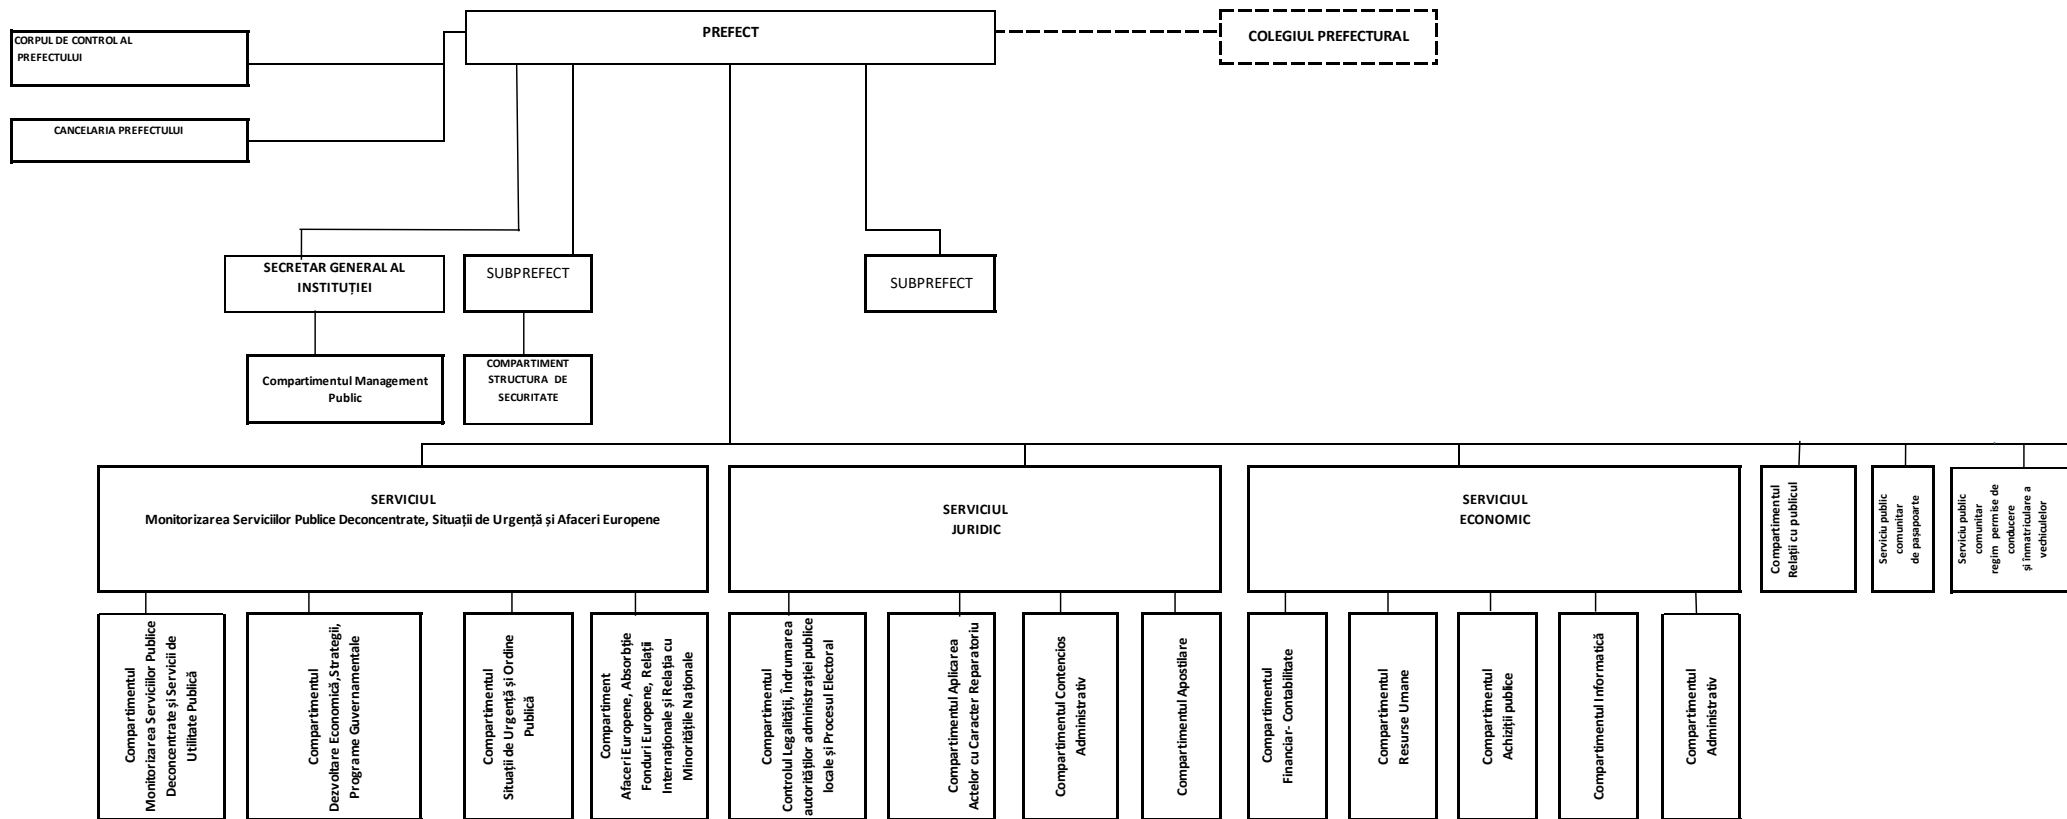 PREFECT
COLEGIUL PREFECTURAL
CORPUL DE CONTROL AL
PREFECTULUI
CANCELARIA PREFECTULUI
SECRETAR GENERAL AL
INSTITUȚIEI
SUBPREFECT
SUBPREFECT
Compartimentul Management
Public
COMPARTIMENT
STRUCTURA DE
SECURITATE
SERVICIUL
Monitorizarea Serviciilor Publice Deconcentrate, Situații de Urgență și Afaceri Europene
SERVICIUL
JURIDIC
SERVICIUL
ECONOMIC
Compartimentul
Relații cu publicul
Serviciu public
comunitar
de pașapoarte
Serviciu public
comunitar
regim permise de
conducere
și înmatriculare a
vechiculelor
Compartimentul
Monitorizarea Serviciilor Publice
Deconcentrate și Servicii de
Utilitate Publică
Compartimentul
Dezvoltare Economică,Strategii,
Programe Guvernamentale
Compartimentul
Situații de Urgență și Ordine
Publică
Compartiment
Afaceri Europene, Absorbție
Fonduri Europene, Relații
Internaționale și Relația cu
Minoritățile Naționale
Compartimentul
Controlul Legalității, Îndrumarea
autorităților administrației publice
locale și Procesul Electoral
Compartimentul Aplicarea
Actelor cu Caracter Reparatoriu
Compartimentul Contencios
Administrativ
Compartimentul Apostilare
Compartimentul
Financiar- Contabilitate
Compartimentul
Resurse Umane
Compartimentul
Achiziții publice
Compartimentul Informatică
Compartimentul
Administrativ